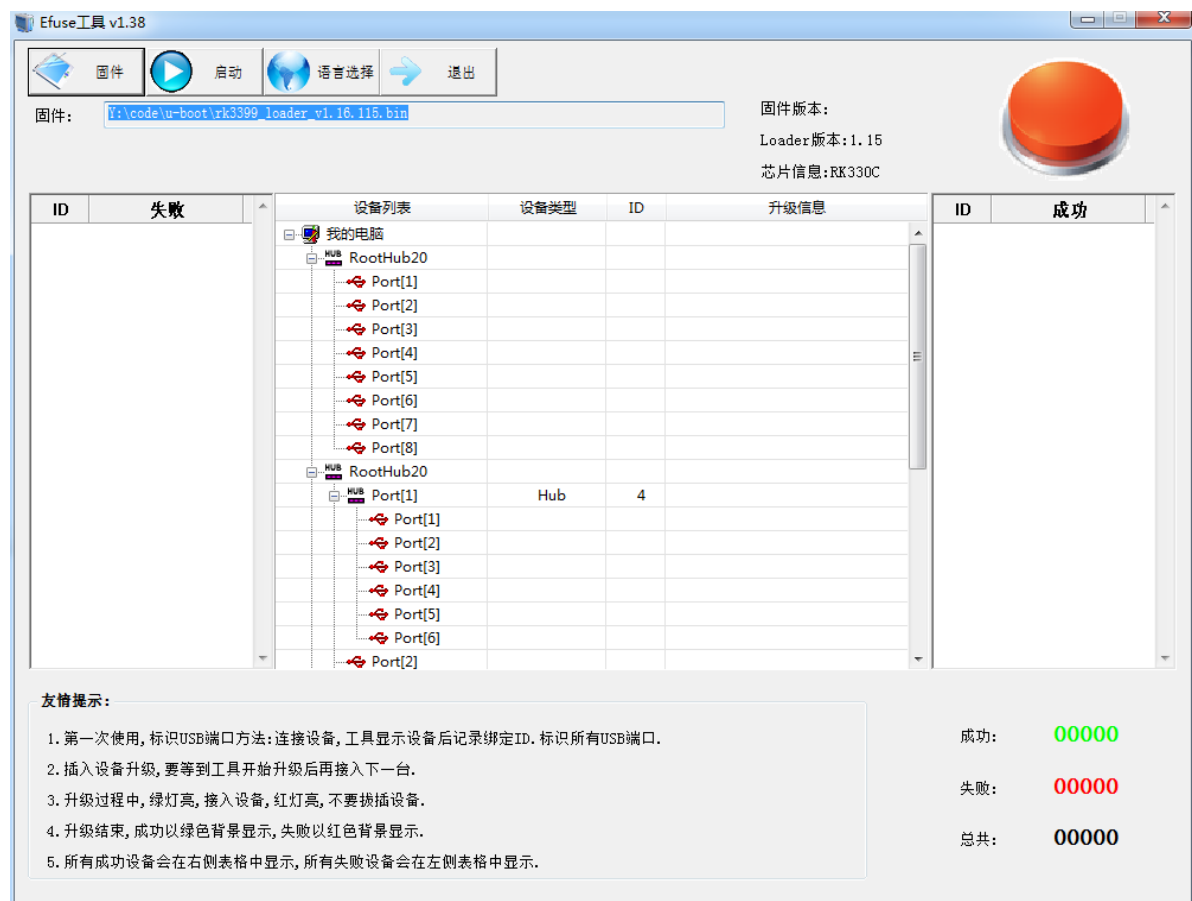 Efuse工具 v1.38
固件 启动 语言选择 退出
固件: Y:\code\u-boot\rk3399_loader_v1.16.115.bin
固件版本:
Loader版本:1.15
芯片信息:RK330C
ID 失败
设备列表 设备类型 ID 升级信息
ID 成功
我的电脑
HUB RootHub20
Port[1]
Port[2]
Port[3]
Port[4]
Port[5]
Port[6]
Port[7]
Port[8]
HUB RootHub20
HUB Port[1] Hub 4
Port[1]
Port[2]
Port[3]
Port[4]
Port[5]
Port[6]
Port[2]
友情提示:
1.第一次使用,标识USB端口方法:连接设备,工具显示设备后记录绑定ID.标识所有USB端口.
2.插入设备升级,要等到工具开始升级后再接入下一台.
3.升级过程中,绿灯亮,接入设备,红灯亮,不要拔插设备.
4.升级结束,成功以绿色背景显示,失败以红色背景显示.
5.所有成功设备会在右侧表格中显示,所有失败设备会在左侧表格中显示.
成功: 00000
失败: 00000
总共: 00000